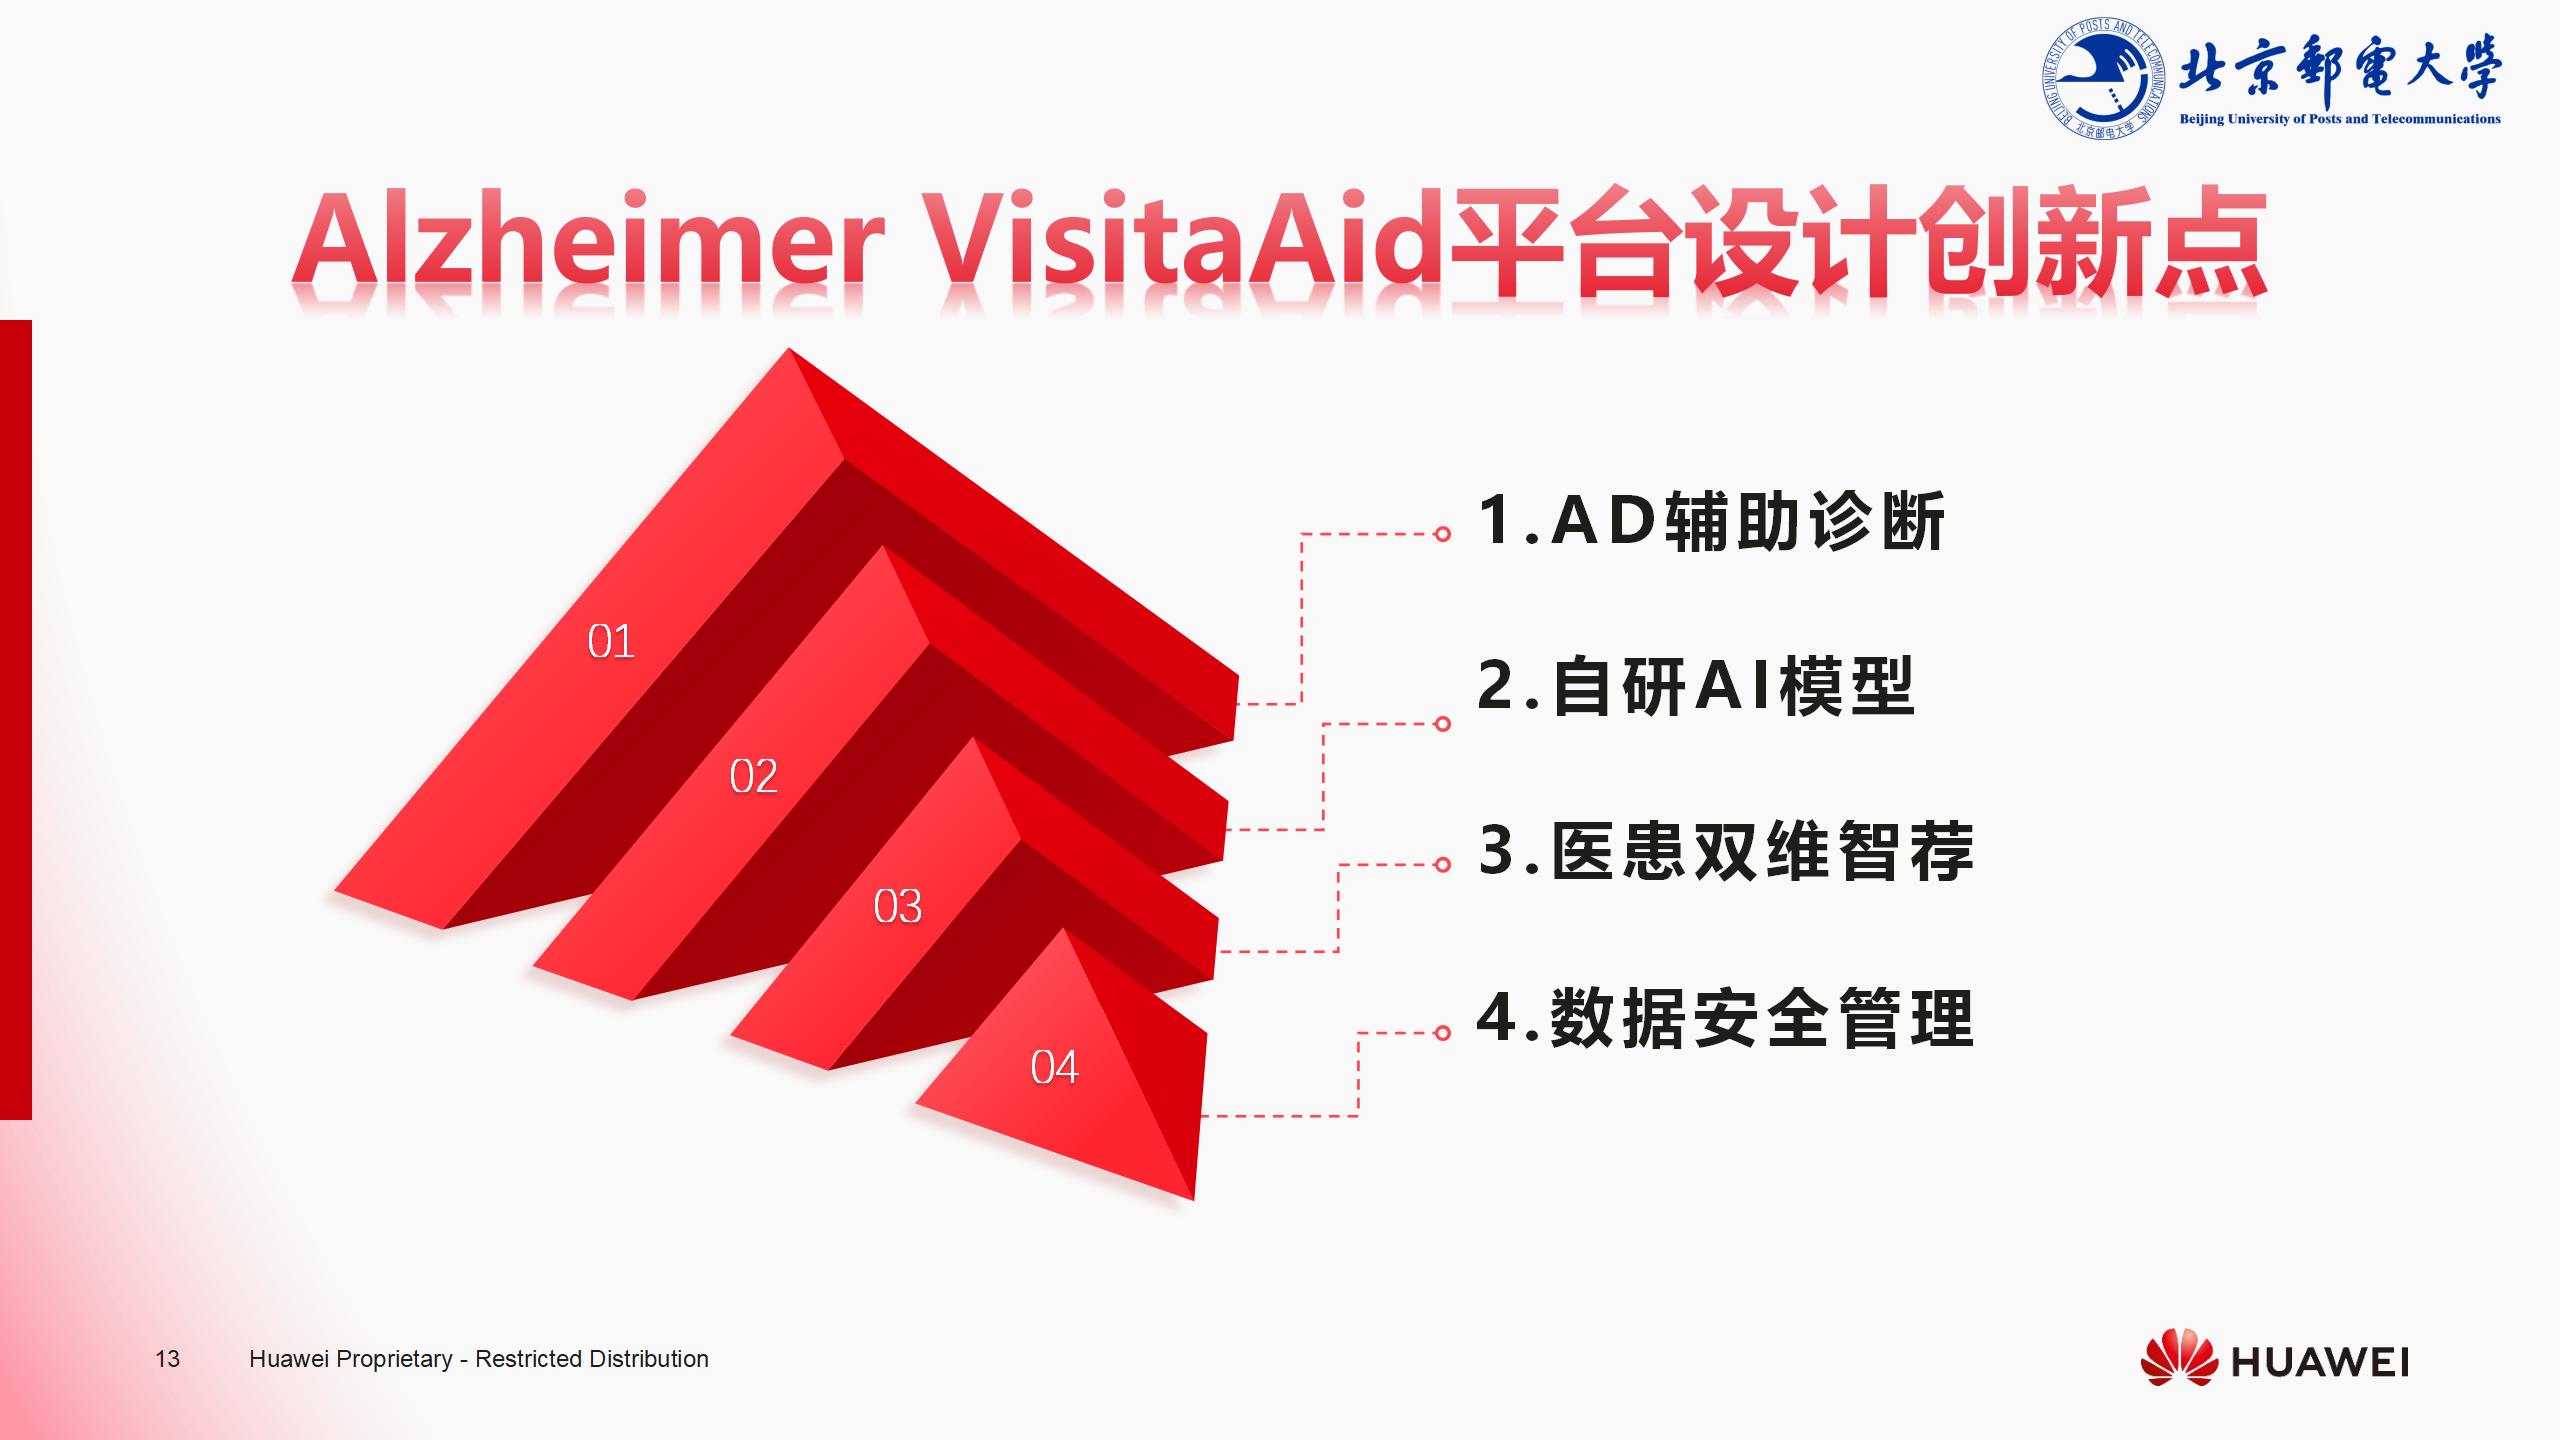 BEIJING UNIVERSITY OF POSTS AND TELECOMMUNICATIONS
北京邮电大学
北京郵電大學
Beijing University of Posts and Telecommunications
Alzheimer VisitaAid平台设计创新点
01
02
03
04
1.AD辅助诊断
2.自研AI模型
3.医患双维智荐
4.数据安全管理
13
Huawei Proprietary - Restricted Distribution
HUAWEI